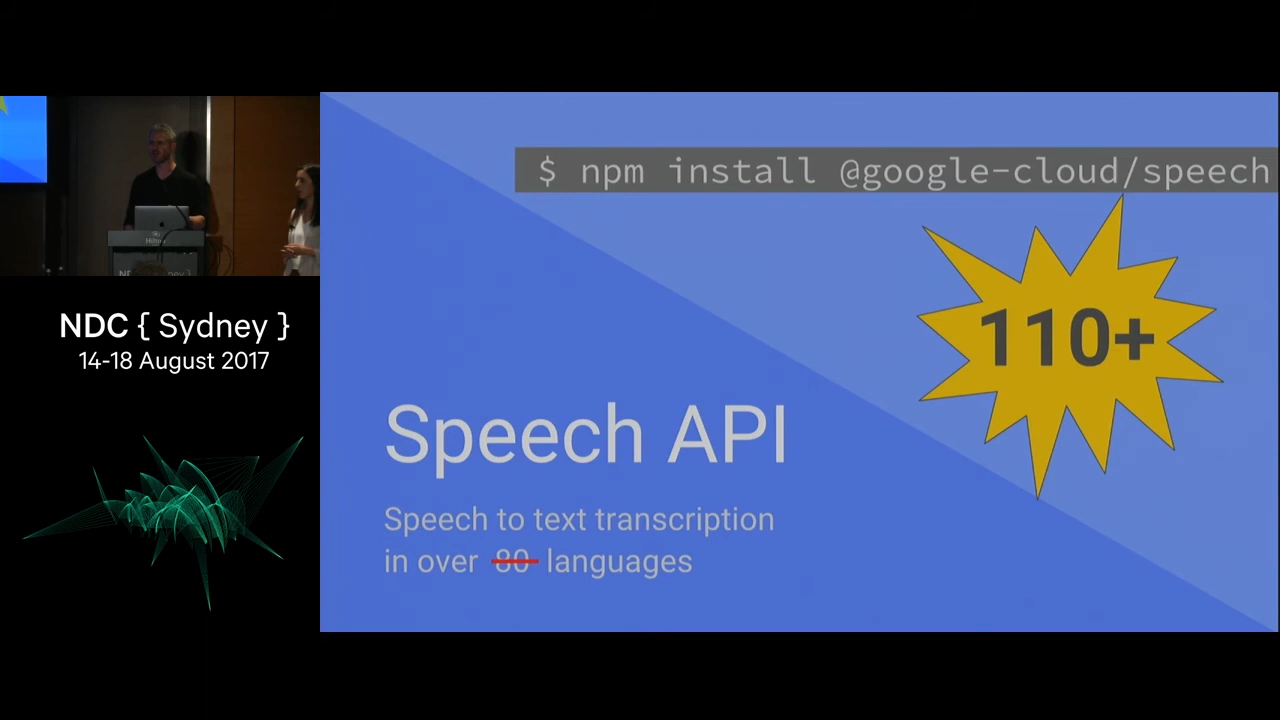 $ npm install @google-cloud/speech
110+
Speech API
Speech to text transcription
in over 80 languages
Hilton
NDC { Sydney }
14-18 August 2017